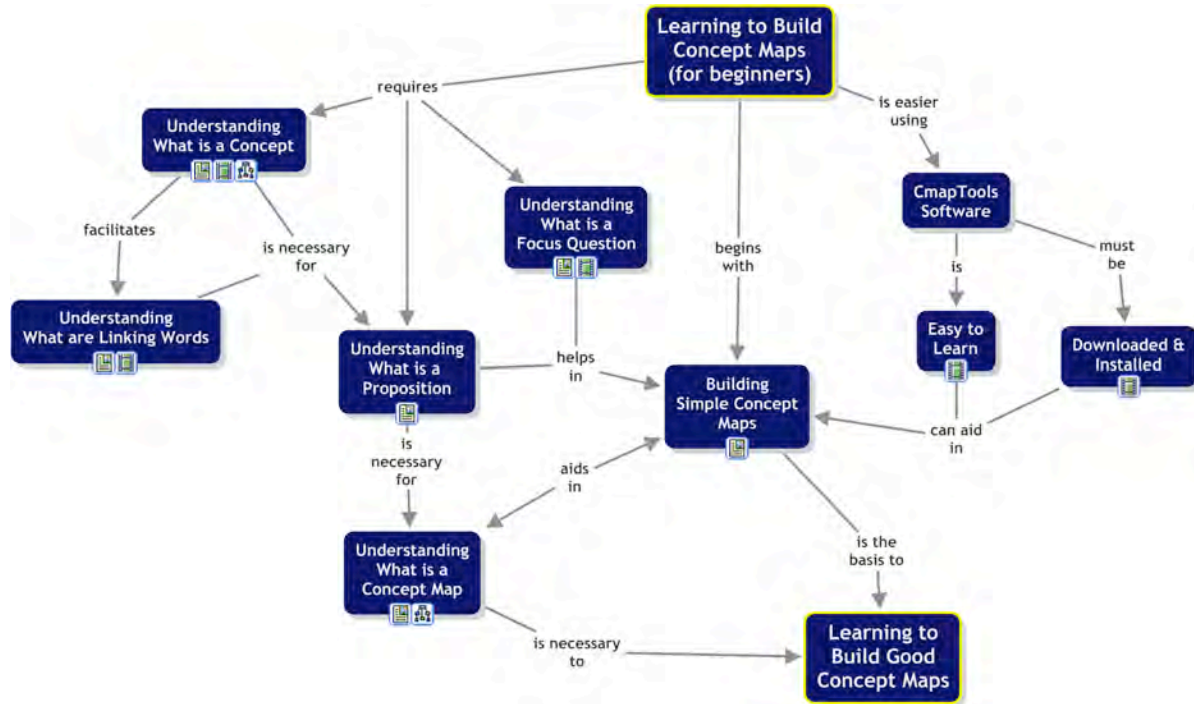 Learning to Build
Concept Maps
(for beginners)
requires
is easier
using
Understanding
What is a Concept
Understanding
What is a
Focus Question
CmapTools
Software
facilitates
is necessary
for
begins
with
is
must
be
Understanding
What are Linking Words
Understanding
What is a
Proposition
helps
in
Building
Simple Concept
Maps
Easy to
Learn
Downloaded &
Installed
can aid
in
is
necessary
for
aids
in
Understanding
What is a
Concept Map
is the
basis to
is necessary
to
Learning to
Build Good
Concept Maps